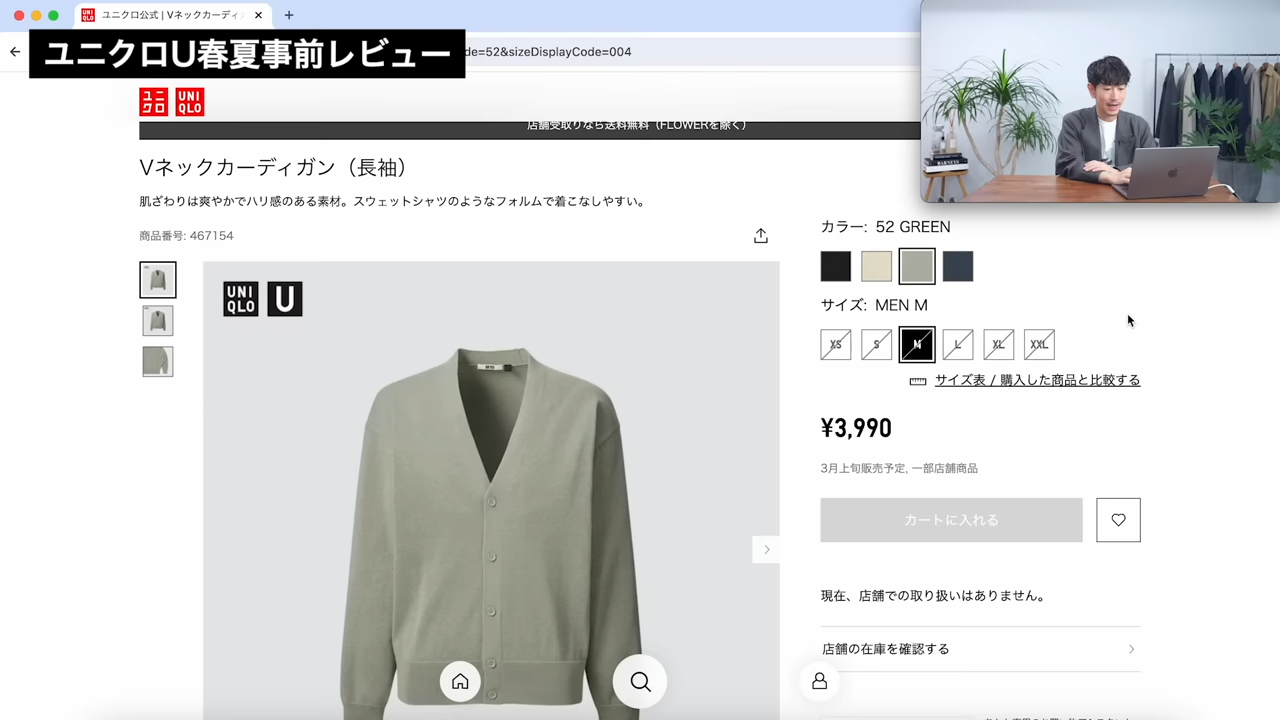 ユニクロ公式 | Vネックカーディガ
ユニクロU春夏事前レビュー
de=52&sizeDisplayCode=004
ユニ
クロ
UNI
QLO
店舗受取りなら送料無料（FLOWERを除く）
Vネックカーディガン（長袖）
肌ざわりは爽やかでハリ感のある素材。スウェットシャツのようなフォルムで着こなしやすい。
商品番号: 467154
UNI
QLO
U
カラー: 52 GREEN
サイズ: MEN M
XS
S
M
L
XL
XXL
サイズ表 / 購入した商品と比較する
¥3,990
3月上旬販売予定, 一部店舗商品
カートに入れる
現在、店舗での取り扱いはありません。
店舗の在庫を確認する